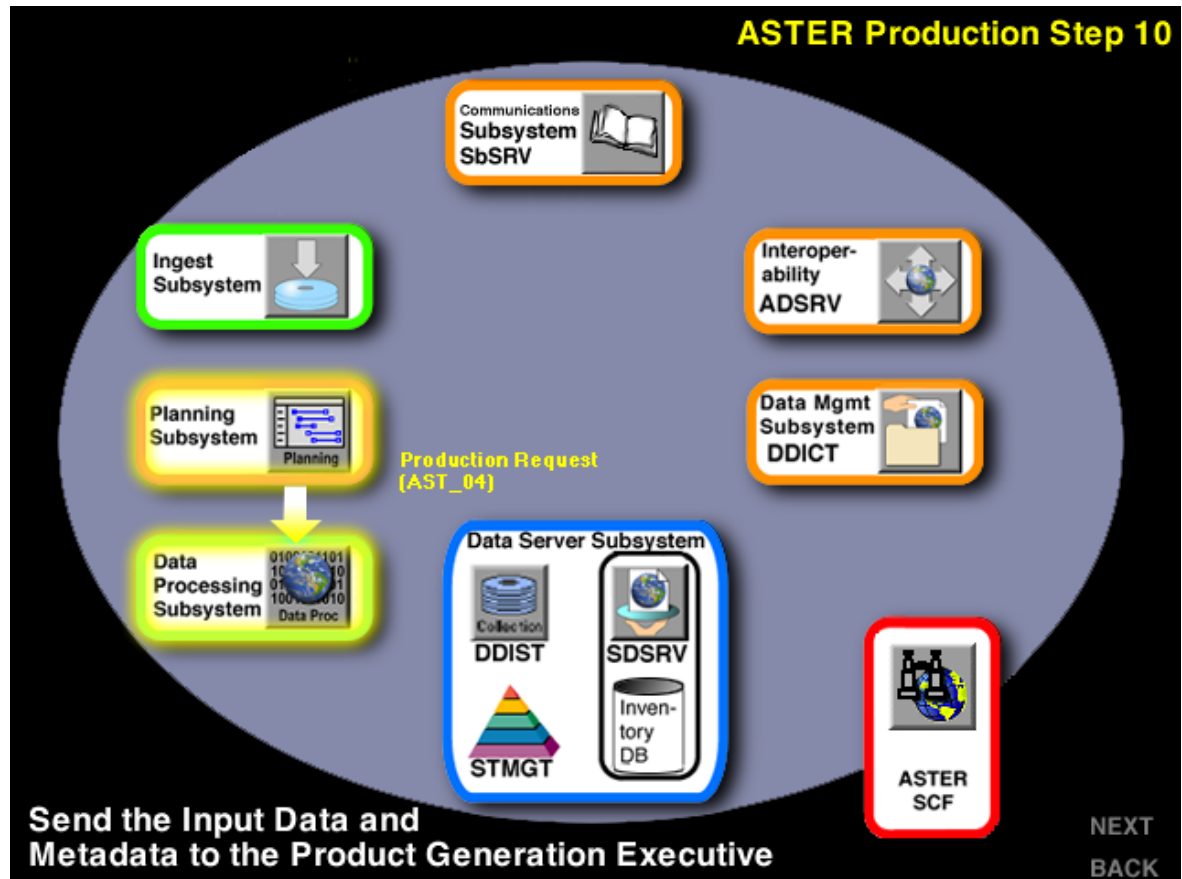 ASTER Production Step 10
Communications
Subsystem
SbSRV
Ingest
Subsystem
Interoper-
ability
ADSRV
Planning
Subsystem
Planning
Production Request
(AST_04)
Data Mgmt
Subsystem
DDICT
Data
Processing
Subsystem
Data Proc
Data Server Subsystem
Collection
DDIST
SDSRV
STMGT
Inven-
tory
DB
ASTER
SCF
Send the Input Data and
Metadata to the Product Generation Executive
NEXT
BACK